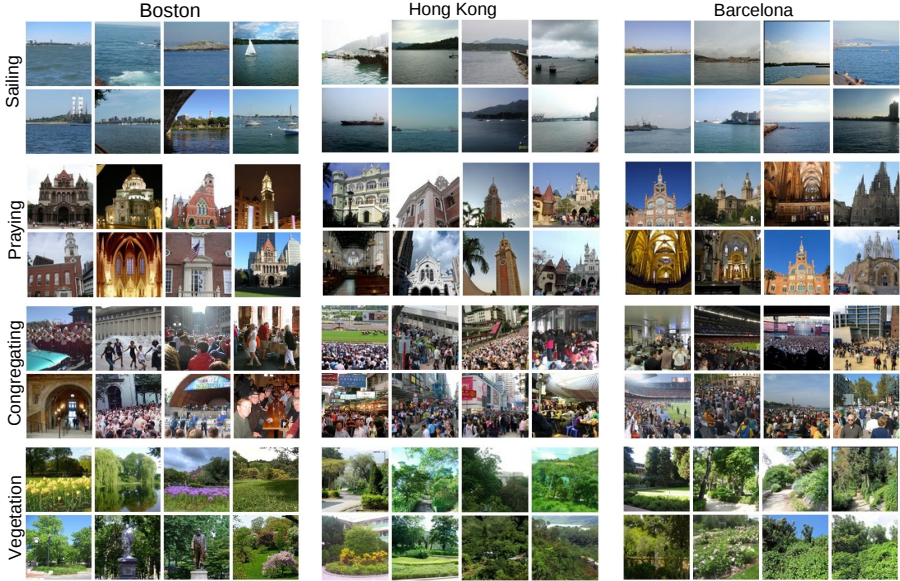 Boston
Hong Kong
Barcelona
Sailing
Praying
Congregating
Vegetation